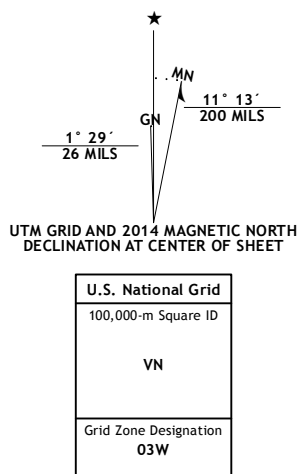 ★
MN
GN
11° 13´
200 MILS
1° 29´
26 MILS
UTM GRID AND 2014 MAGNETIC NORTH
DECLINATION AT CENTER OF SHEET
U.S. National Grid
100,000-m Square ID
VN
Grid Zone Designation
03W